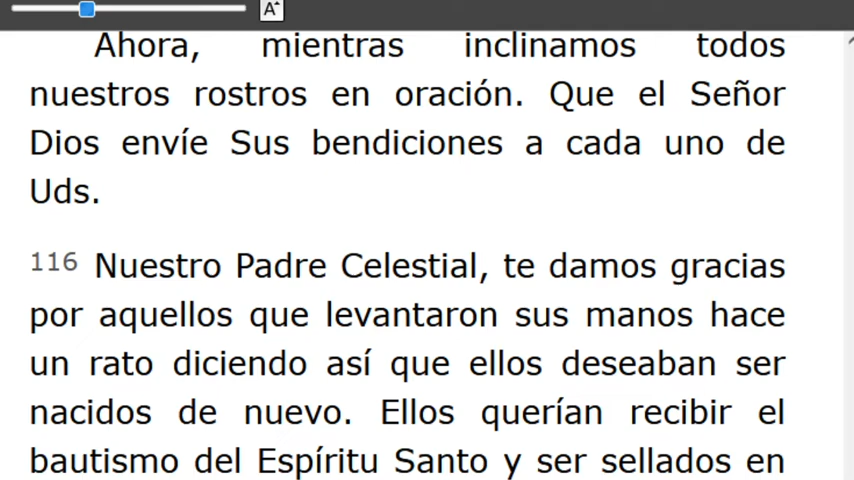 A
Ahora, mientras inclinamos todos
nuestros rostros en oración. Que el Señor
Dios envíe Sus bendiciones a cada uno de
Uds.
116 Nuestro Padre Celestial, te damos gracias
por aquellos que levantaron sus manos hace
un rato diciendo así que ellos deseaban ser
nacidos de nuevo. Ellos querían recibir el
bautismo del Espíritu Santo y ser sellados en